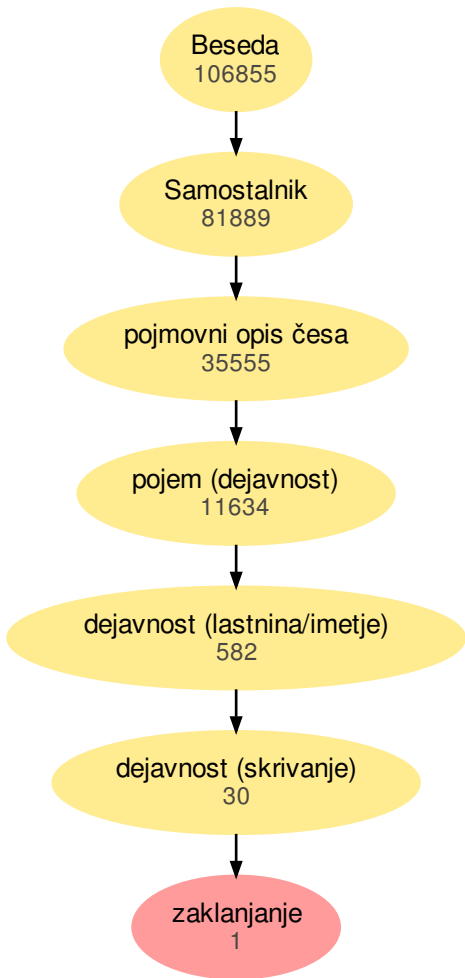 Beseda
106855
Samostalnik
81889
pojmovni opis česa
35555
pojem (dejavnost)
11634
dejavnost (lastnina/imetje)
582
dejavnost (skrivanje)
30
zaklanjanje
1